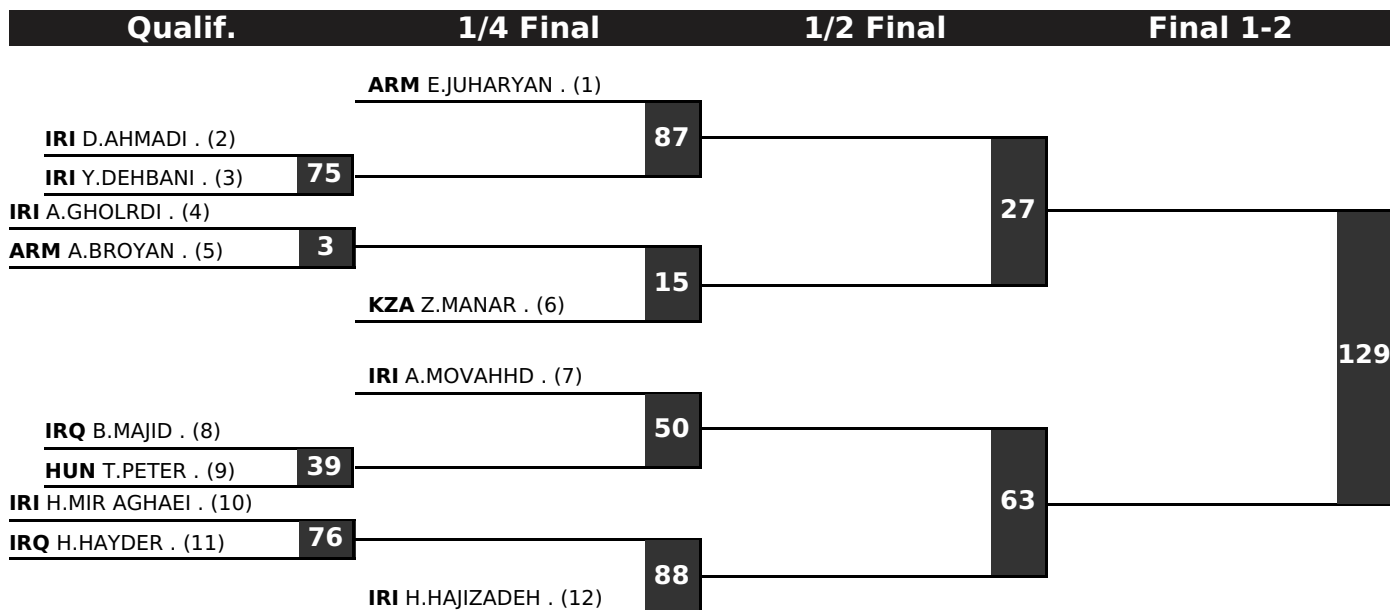 Qualif. 1/4 Final 1/2 Final Final 1-2
ARM E.JUHARYAN . (1)
87
IRI D.AHMADI . (2)
75
IRI Y.DEHBANI . (3)
IRI A.GHOLRDI . (4)
27
3
ARM A.BROYAN . (5)
15
KZA Z.MANAR . (6)
129
IRI A.MOVAHHD . (7)
50
IRQ B.MAJID . (8)
39
HUN T.PETER . (9)
IRI H.MIR AGHAEI . (10)
63
76
IRQ H.HAYDER . (11)
88
IRI H.HAJIZADEH . (12)